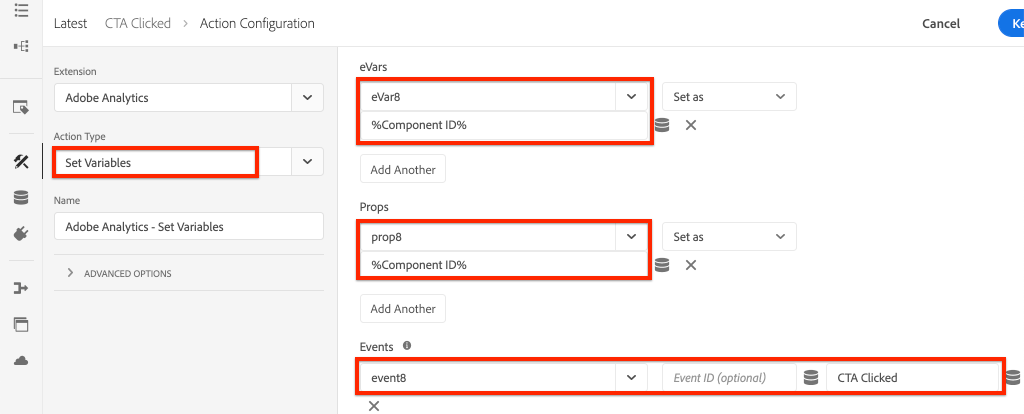 Latest CTA Clicked > Action Configuration Cancel Ke
Extension
Adobe Analytics
Action Type
Set Variables
Name
Adobe Analytics - Set Variables
ADVANCED OPTIONS
eVars
eVar8 Set as
%Component ID%
Add Another
Props
prop8 Set as
%Component ID%
Add Another
Events
event8 Event ID (optional) CTA Clicked